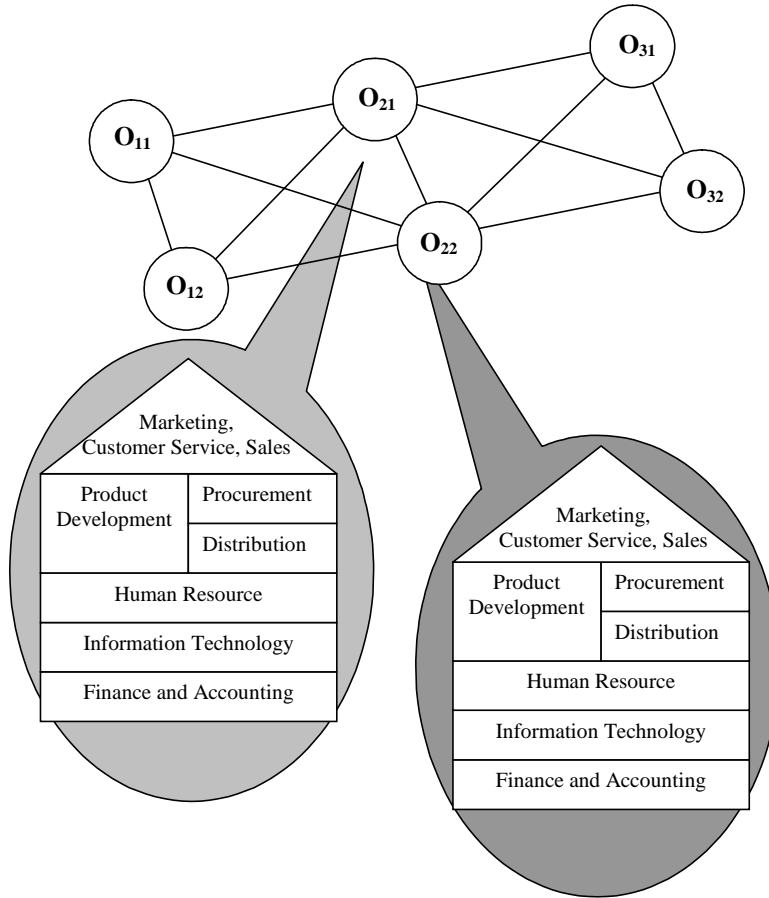 O31
O21
O11
O32
O22
O12
Marketing,
Customer Service, Sales
Product
Development
Procurement
Distribution
Human Resource
Information Technology
Finance and Accounting
Marketing,
Customer Service, Sales
Product
Development
Procurement
Distribution
Human Resource
Information Technology
Finance and Accounting